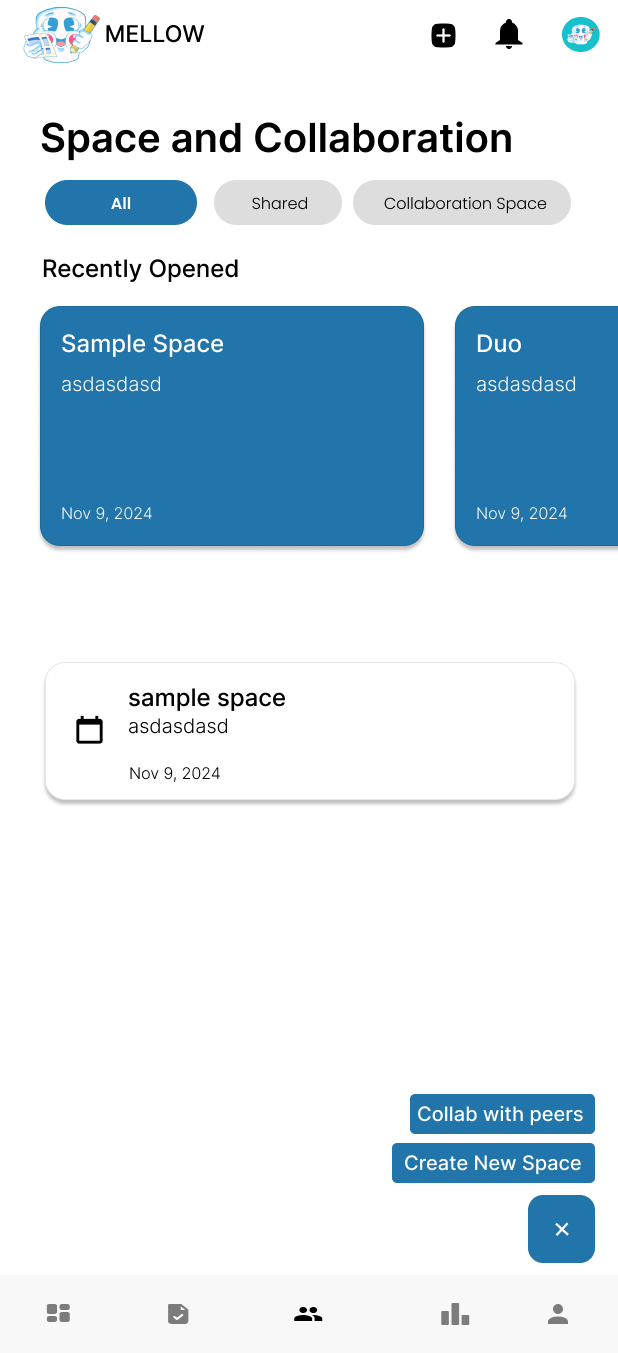 MELLOW
Space and Collaboration
All
Shared
Collaboration Space
Recently Opened
Sample Space
asdasdasd
Nov 9, 2024
Duo
asdasdasd
Nov 9, 2024
sample space
asdasdasd
Nov 9, 2024
Collab with peers
Create New Space